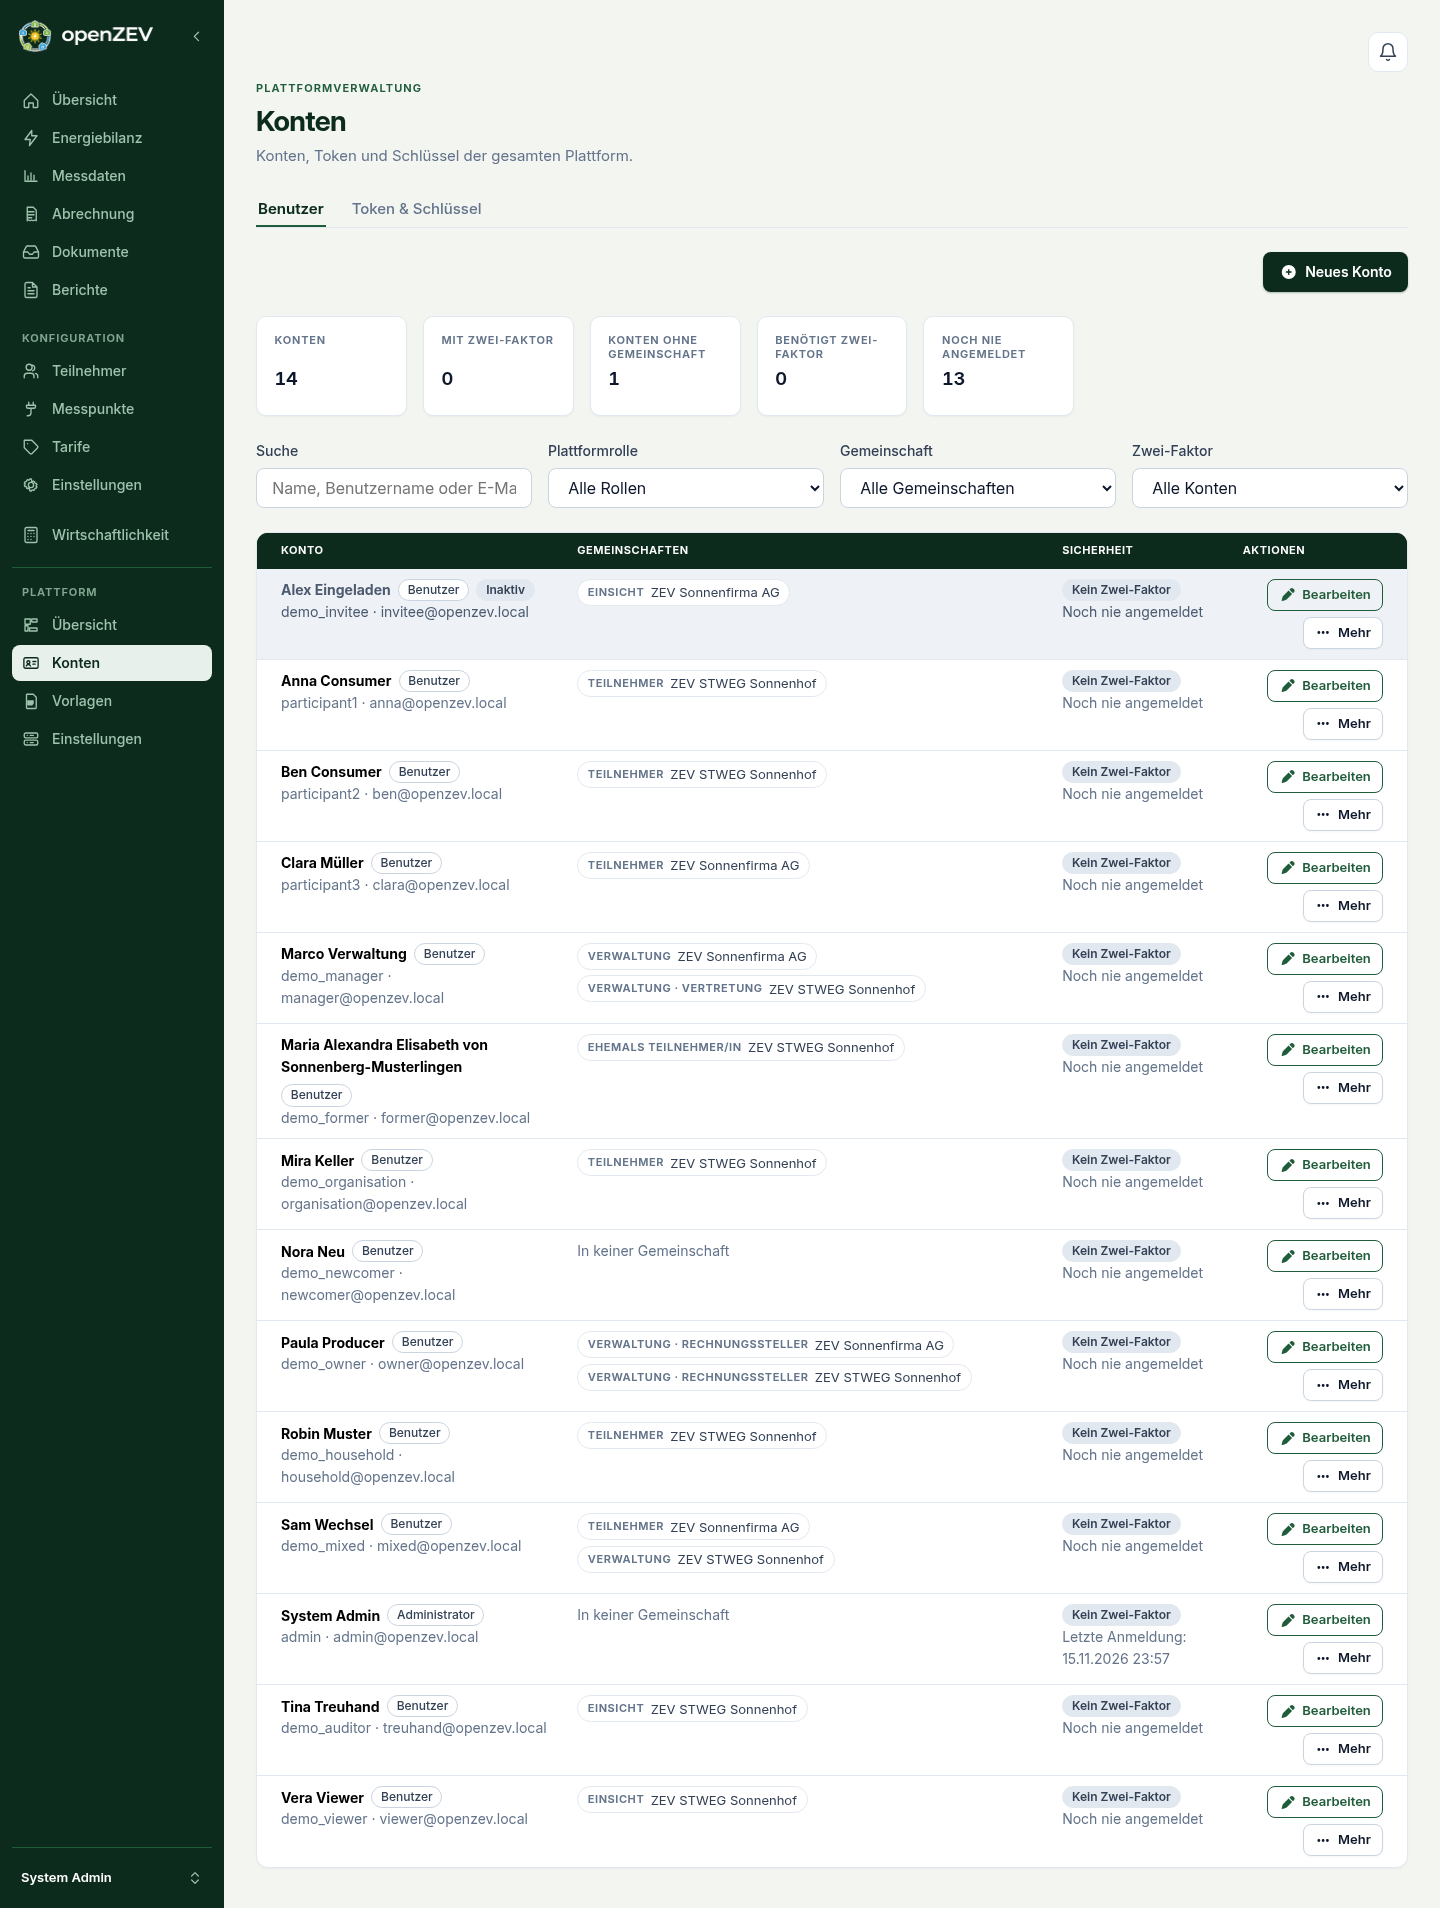 openZEV
Übersicht
Energiebilanz
Messdaten
Abrechnung
Dokumente
Berichte
KONFIGURATION
Teilnehmer
Messpunkte
Tarife
Einstellungen
Wirtschaftlichkeit
PLATTFORM
Übersicht
Konten
Vorlagen
Einstellungen
System Admin
PLATTFORMVERWALTUNG
Konten
Konten, Token und Schlüssel der gesamten Plattform.
Benutzer Token & Schlüssel
Neues Konto
KONTEN
14
MIT ZWEI-FAKTOR
0
KONTEN OHNE
GEMEINSCHAFT
1
BENÖTIGT ZWEI-
FAKTOR
0
NOCH NIE
ANGEMELDET
13
Suche
Name, Benutzername oder E-Ma
Plattformrolle
Alle Rollen
Gemeinschaft
Alle Gemeinschaften
Zwei-Faktor
Alle Konten
KONTO GEMEINSCHAFTEN SICHERHEIT AKTIONEN
Alex Eingeladen Benutzer Inaktiv
demo_invitee · invitee@openzev.local
EINSICHT ZEV Sonnenfirma AG
Kein Zwei-Faktor
Noch nie angemeldet
Bearbeiten
Mehr
Anna Consumer Benutzer
participant1 · anna@openzev.local
TEILNEHMER ZEV STWEG Sonnenhof
Kein Zwei-Faktor
Noch nie angemeldet
Bearbeiten
Mehr
Ben Consumer Benutzer
participant2 · ben@openzev.local
TEILNEHMER ZEV STWEG Sonnenhof
Kein Zwei-Faktor
Noch nie angemeldet
Bearbeiten
Mehr
Clara Müller Benutzer
participant3 · clara@openzev.local
TEILNEHMER ZEV Sonnenfirma AG
Kein Zwei-Faktor
Noch nie angemeldet
Bearbeiten
Mehr
Marco Verwaltung Benutzer
demo_manager ·
manager@openzev.local
VERWALTUNG ZEV Sonnenfirma AG
VERWALTUNG · VERTRETUNG ZEV STWEG Sonnenhof
Kein Zwei-Faktor
Noch nie angemeldet
Bearbeiten
Mehr
Maria Alexandra Elisabeth von
Sonnenberg-Musterlingen
Benutzer
demo_former · former@openzev.local
EHEMALS TEILNEHMER/IN ZEV STWEG Sonnenhof
Kein Zwei-Faktor
Noch nie angemeldet
Bearbeiten
Mehr
Mira Keller Benutzer
demo_organisation ·
organisation@openzev.local
TEILNEHMER ZEV STWEG Sonnenhof
Kein Zwei-Faktor
Noch nie angemeldet
Bearbeiten
Mehr
Nora Neu Benutzer
demo_newcomer ·
newcomer@openzev.local
In keiner Gemeinschaft
Kein Zwei-Faktor
Noch nie angemeldet
Bearbeiten
Mehr
Paula Producer Benutzer
demo_owner · owner@openzev.local
VERWALTUNG · RECHNUNGSSTELLER ZEV Sonnenfirma AG
VERWALTUNG · RECHNUNGSSTELLER ZEV STWEG Sonnenhof
Kein Zwei-Faktor
Noch nie angemeldet
Bearbeiten
Mehr
Robin Muster Benutzer
demo_household ·
household@openzev.local
TEILNEHMER ZEV STWEG Sonnenhof
Kein Zwei-Faktor
Noch nie angemeldet
Bearbeiten
Mehr
Sam Wechsel Benutzer
demo_mixed · mixed@openzev.local
TEILNEHMER ZEV Sonnenfirma AG
VERWALTUNG ZEV STWEG Sonnenhof
Kein Zwei-Faktor
Noch nie angemeldet
Bearbeiten
Mehr
System Admin Administrator
admin · admin@openzev.local
In keiner Gemeinschaft
Kein Zwei-Faktor
Letzte Anmeldung:
15.11.2026 23:57
Bearbeiten
Mehr
Tina Treuhand Benutzer
demo_auditor · treuhand@openzev.local
EINSICHT ZEV STWEG Sonnenhof
Kein Zwei-Faktor
Noch nie angemeldet
Bearbeiten
Mehr
Vera Viewer Benutzer
demo_viewer · viewer@openzev.local
EINSICHT ZEV STWEG Sonnenhof
Kein Zwei-Faktor
Noch nie angemeldet
Bearbeiten
Mehr